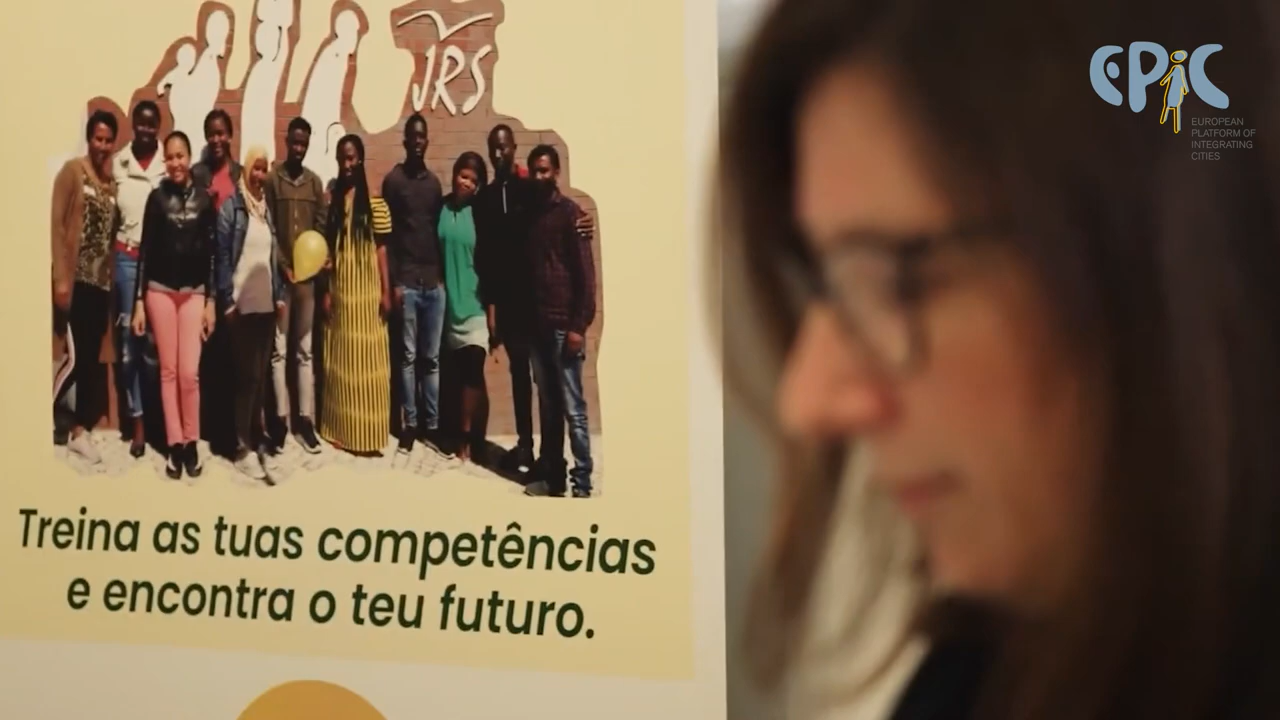 JRS
Treina as tuas competências
e encontra o teu futuro.
EPIC
EUROPEAN
PLATFORM OF
INTEGRATING
CITIES